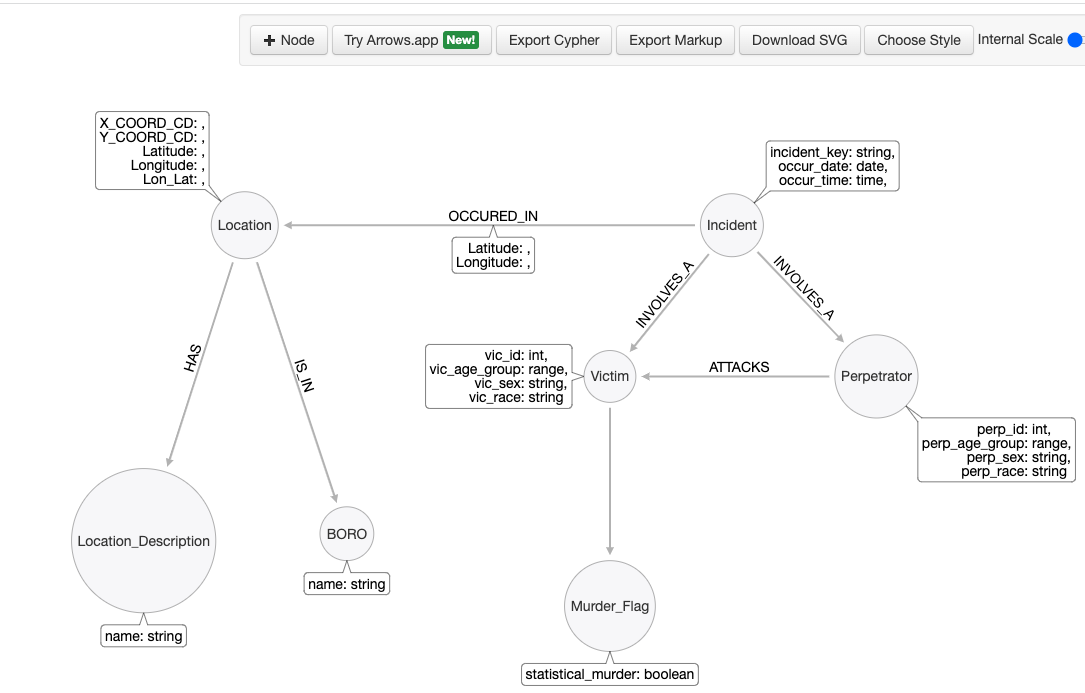 + Node
Try Arrows.app New!
Export Cypher
Export Markup
Download SVG
Choose Style
Internal Scale
X_COORD_CD: ,
Y_COORD_CD: ,
Latitude: ,
Longitude: ,
Lon_Lat: ,
incident_key: string,
occur_date: date,
occur_time: time,
Location
OCCURED_IN
Incident
Latitude: ,
Longitude: ,
INVOLVES_A
INVOLVES_A
HAS
IS_IN
vic_id: int,
vic_age_group: range,
vic_sex: string,
vic_race: string
Victim
ATTACKS
Perpetrator
perp_id: int,
perp_age_group: range,
perp_sex: string,
perp_race: string
Location_Description
BORO
name: string
Murder_Flag
name: string
statistical_murder: boolean